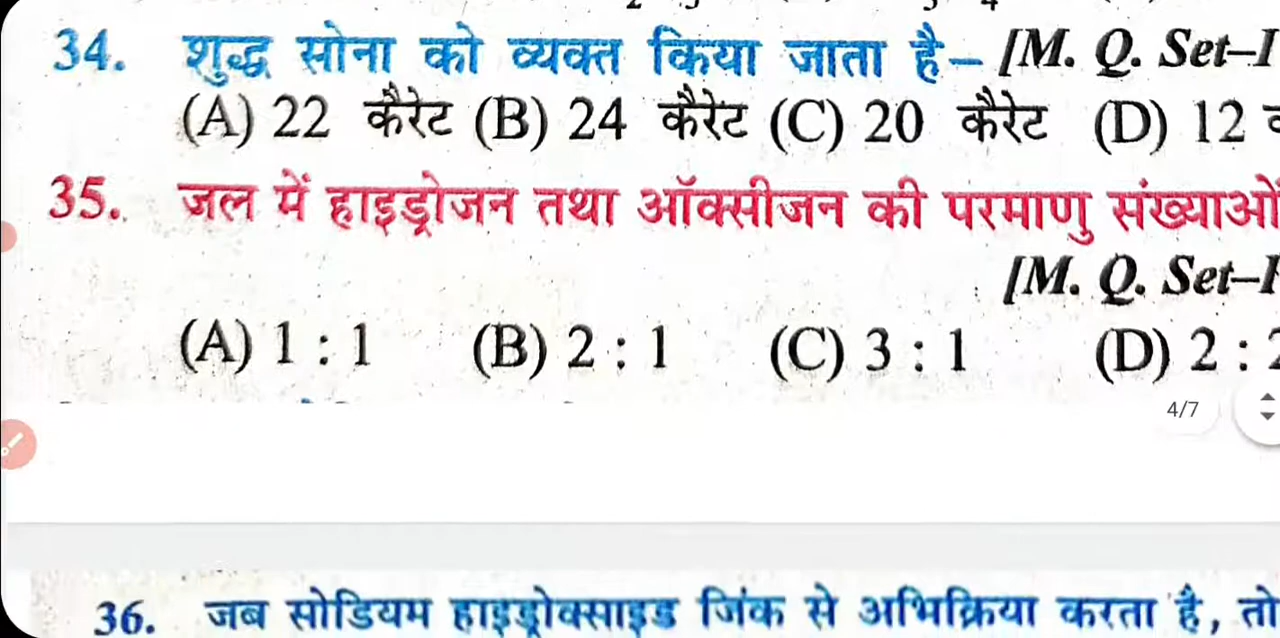 34. शुद्ध सोना को व्यक्त किया जाता है– [M. Q. Set–I
(A) 22 कैरेट (B) 24 कैरेट (C) 20 कैरेट (D) 12
35. जल में हाइड्रोजन तथा ऑक्सीजन की परमाणु संख्याओं
[M. Q. Set–I
(A) 1 : 1 (B) 2 : 1 (C) 3 : 1 (D) 2 :
4/7
36. जब सोडियम हाइड्रोक्साइड जिंक से अभिक्रिया करता है, तो